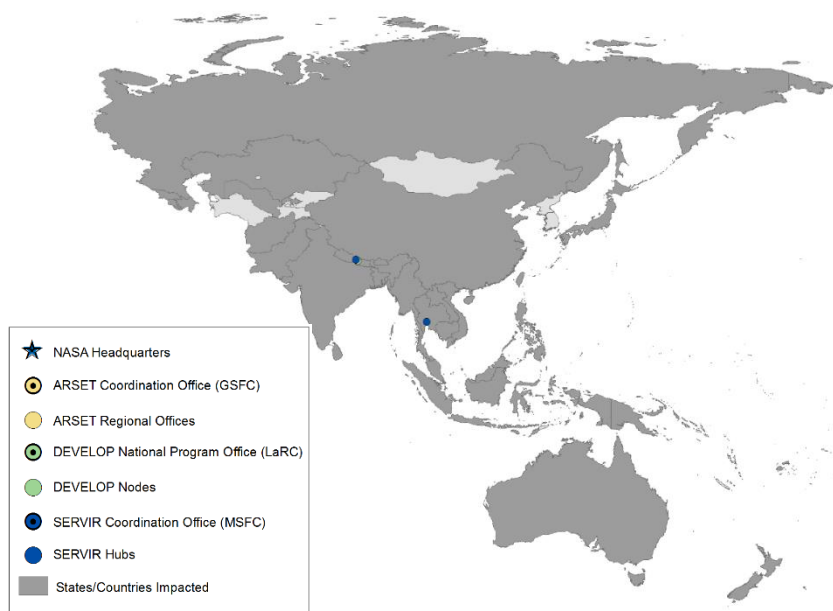 NASA Headquarters
ARSET Coordination Office (GSFC)
ARSET Regional Offices
DEVELOP National Program Office (LaRC)
DEVELOP Nodes
SERVIR Coordination Office (MSFC)
SERVIR Hubs
States/Countries Impacted